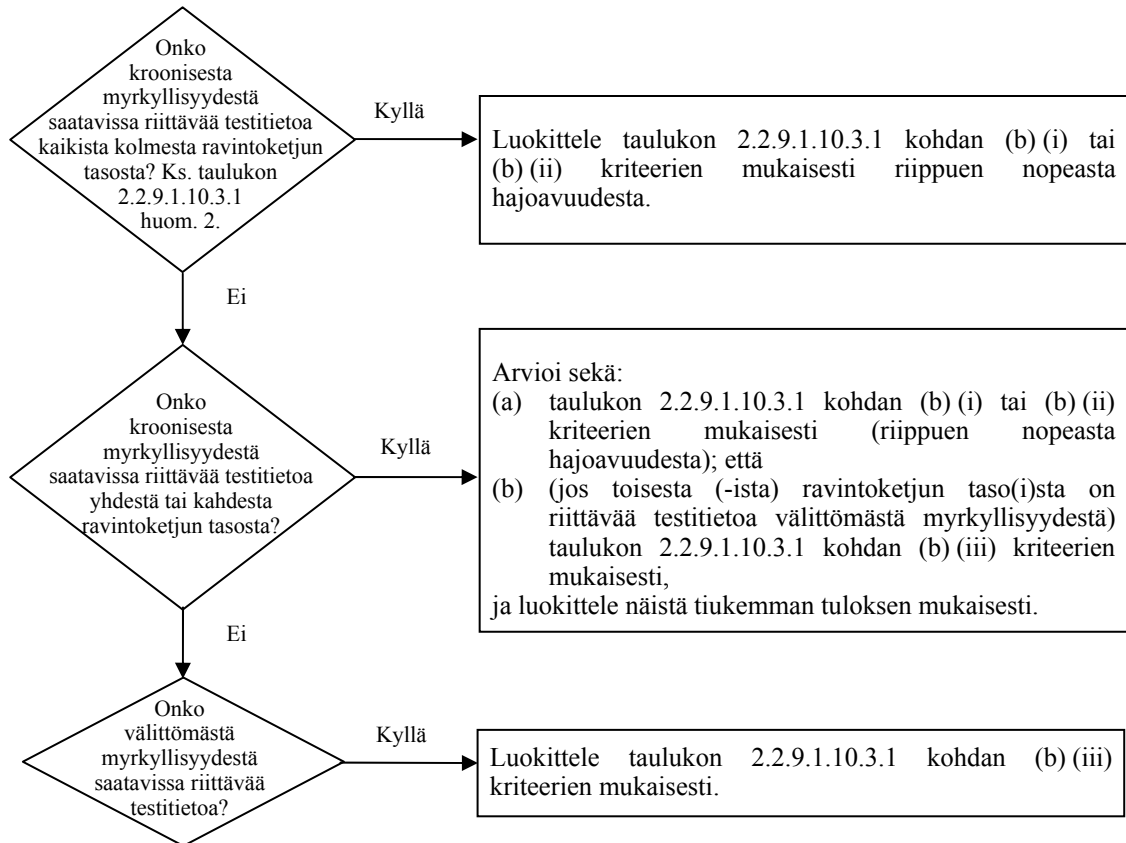 Onko
kroonisesta
myrkyllisyydestä
saatavissa riittävää testitietoa
kaikista kolmesta ravintoketjun
tasosta? Ks. taulukon
2.2.9.1.10.3.1
huom. 2.
Kyllä
Luokittele taulukon 2.2.9.1.10.3.1 kohdan (b) (i) tai
(b) (ii) kriteerien mukaisesti riippuen nopeasta
hajoavuudesta.
Ei
Onko
kroonisesta
myrkyllisyydestä
saatavissa riittävää testitietoa
yhdestä tai kahdesta
ravintoketjun tasosta?
Kyllä
Arvioi sekä:
(a) taulukon 2.2.9.1.10.3.1 kohdan (b) (i) tai (b) (ii)
kriteerien mukaisesti (riippuen nopeasta
hajoavuudesta); että
(b) (jos toisesta (-ista) ravintoketjun taso(i)sta on
riittävää testitietoa välittömästä myrkyllisyydestä)
taulukon 2.2.9.1.10.3.1 kohdan (b) (iii) kriteerien
mukaisesti,
ja luokittele näistä tiukemman tuloksen mukaisesti.
Ei
Onko
välittömästä
myrkyllisyydestä
saatavissa riittävää
testitietoa?
Kyllä
Luokittele taulukon 2.2.9.1.10.3.1 kohdan (b) (iii)
kriteerien mukaisesti.